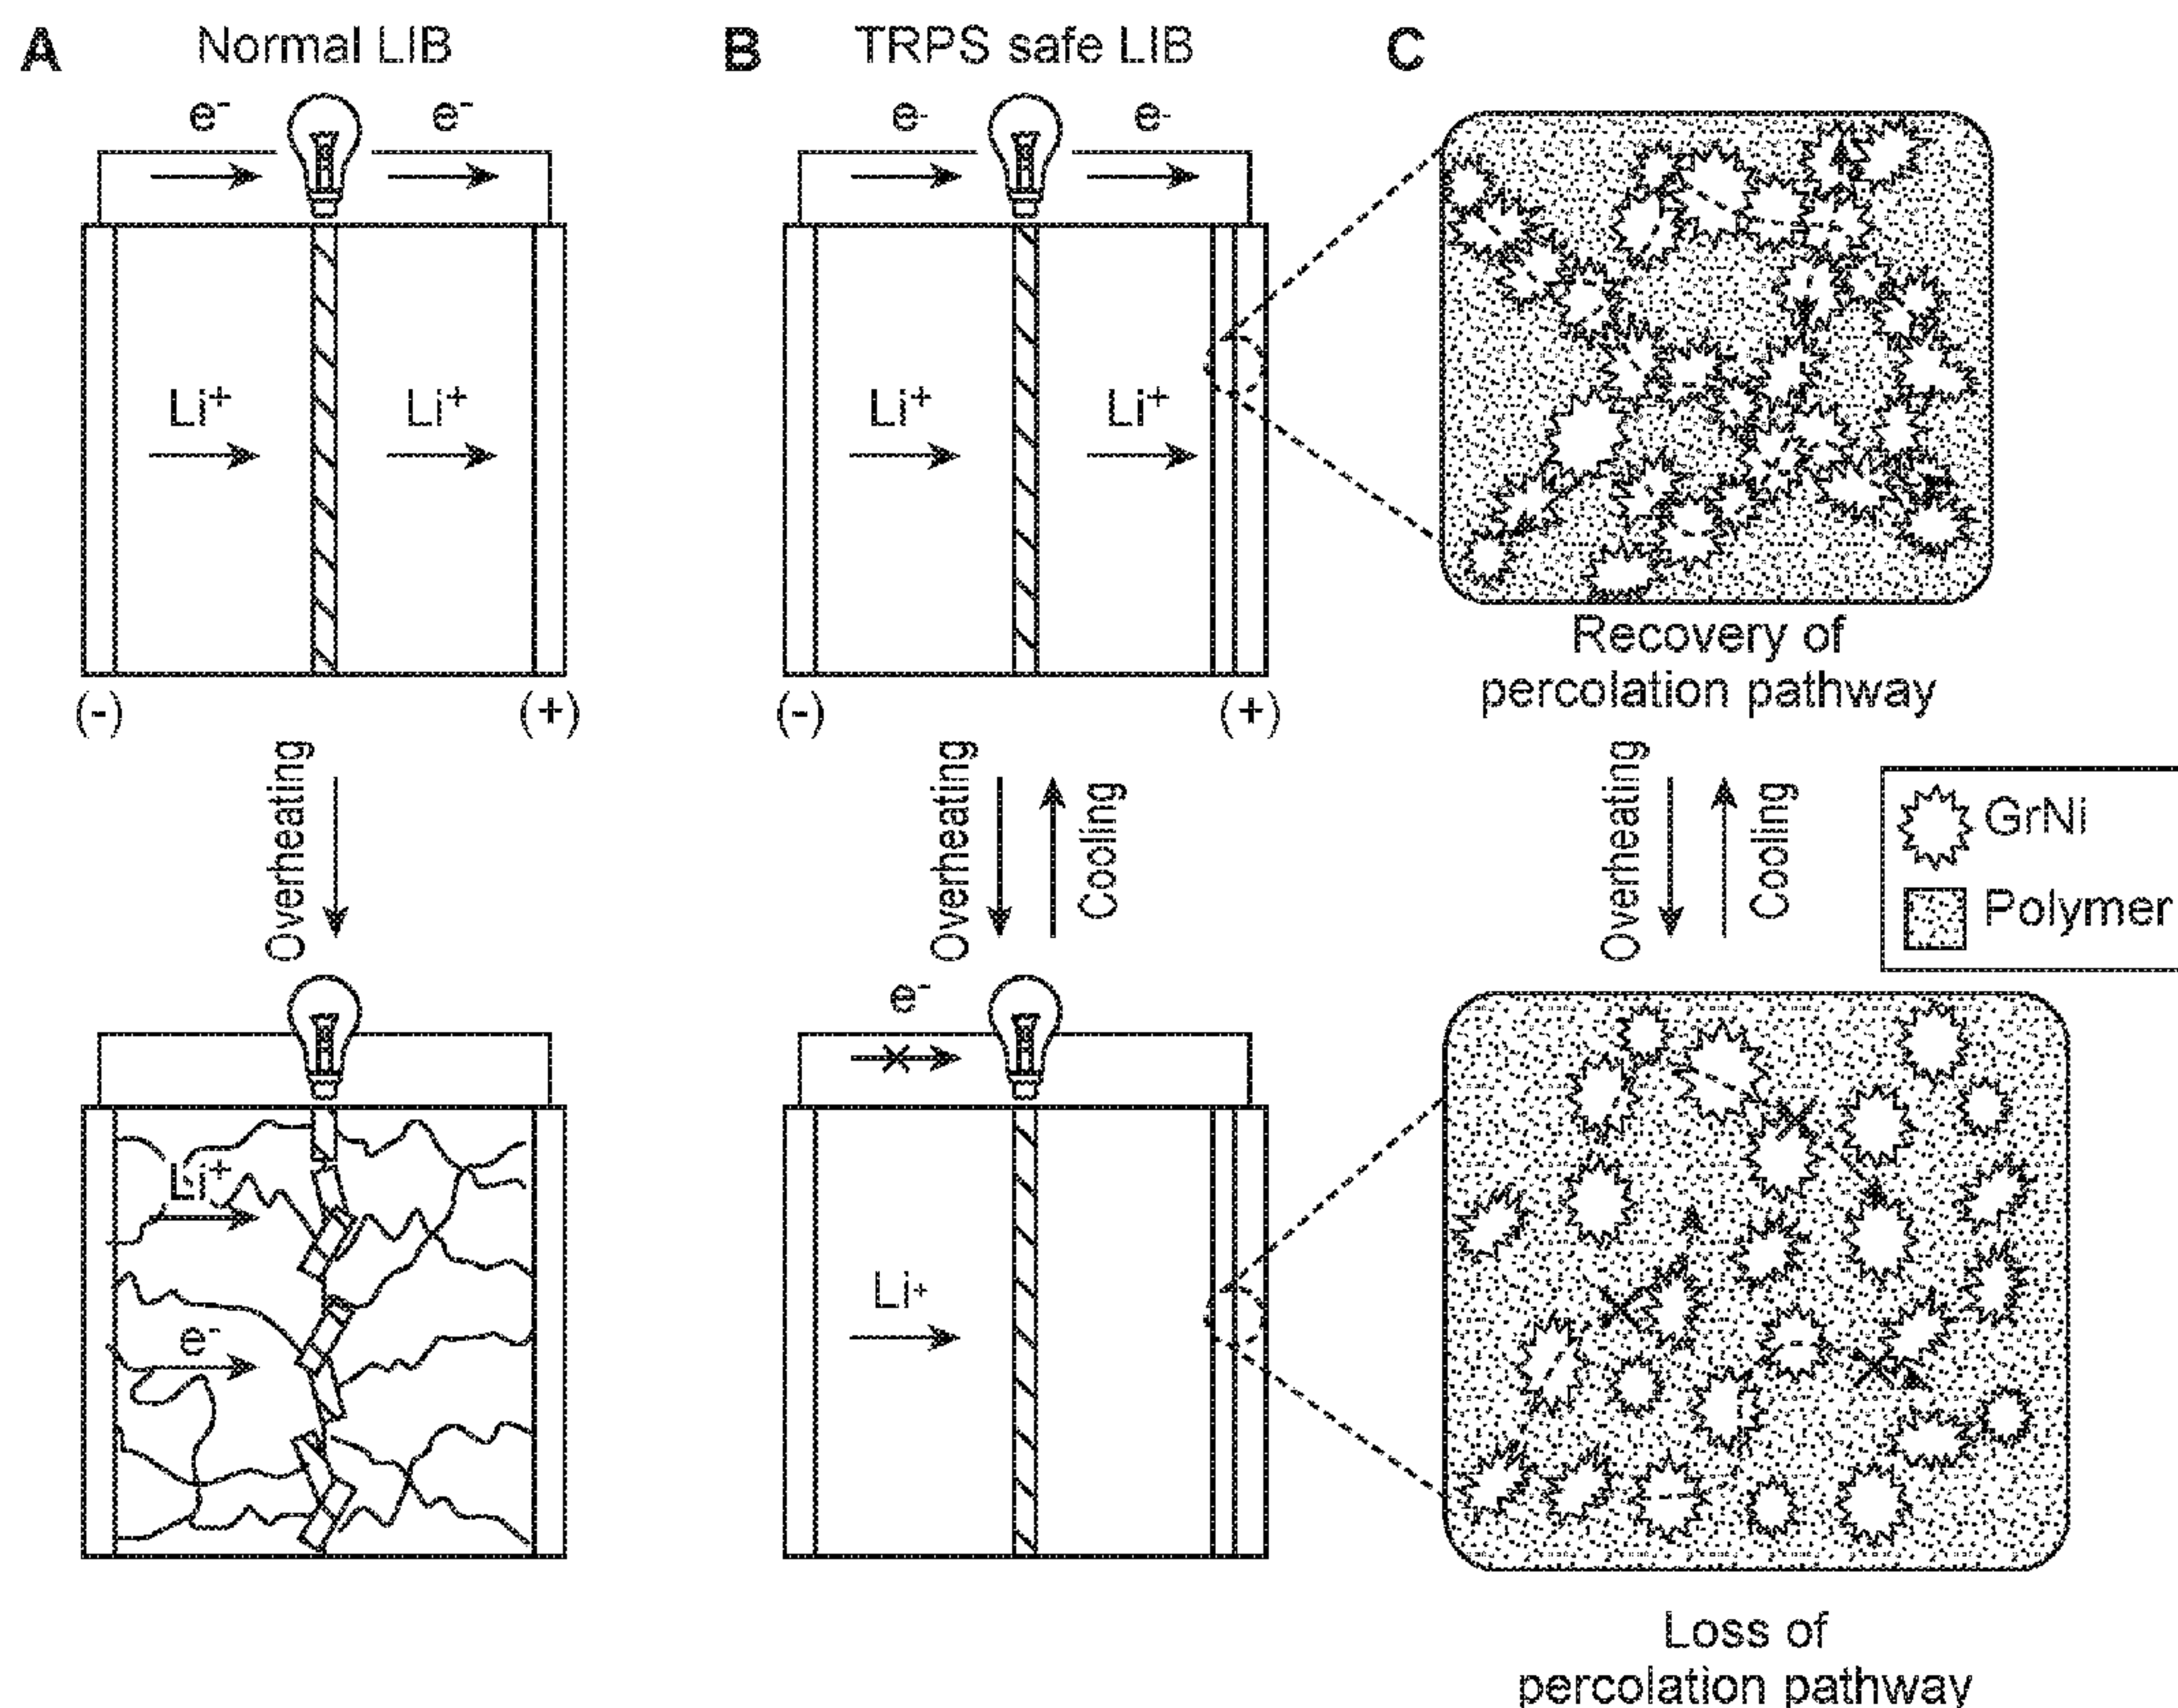 A Normal LIB
e⁻ e⁻
Li⁺ Li⁺
(-) (+)
Overheating
Li⁺
e⁻
B TRPS safe LIB
e- e-
Li⁺ Li⁺
(-) (+)
Overheating
Cooling
e⁻
Li+
C
Recovery of
percolation pathway
Overheating
Cooling
GrNi
Polymer
Loss of
percolation pathway